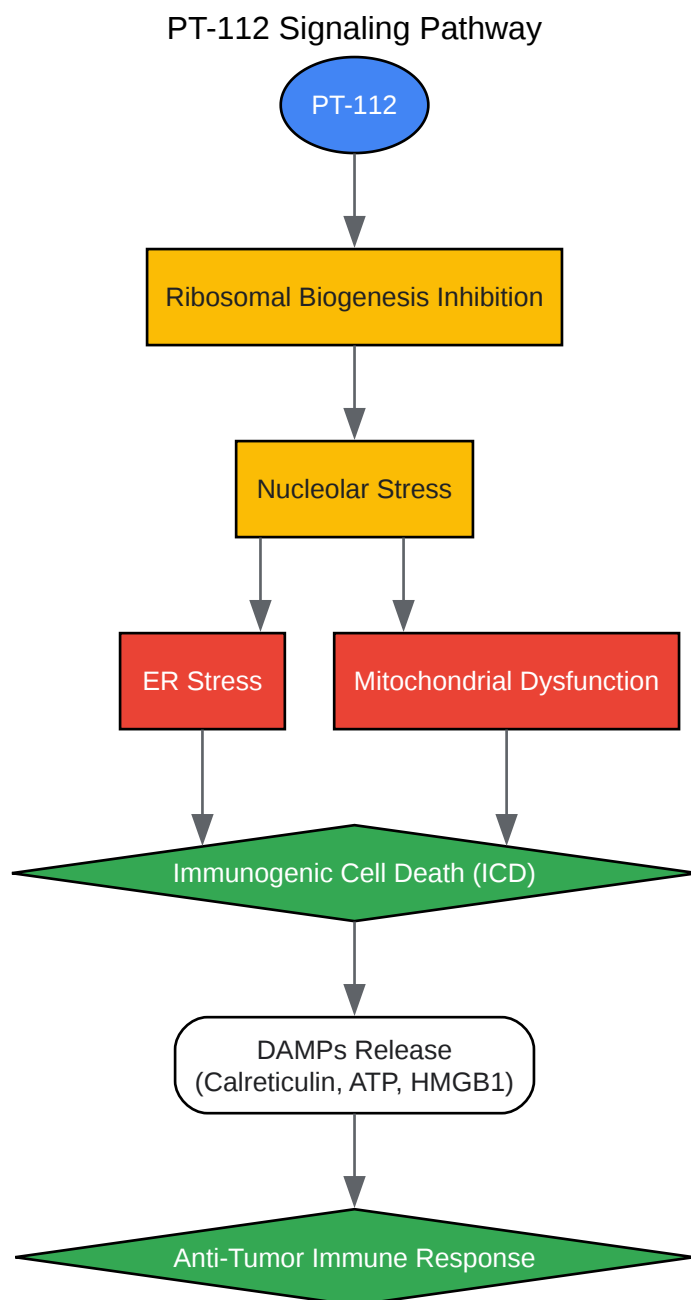 PT-112 Signaling Pathway
PT-112
Ribosomal Biogenesis Inhibition
Nucleolar Stress
ER Stress
Mitochondrial Dysfunction
Immunogenic Cell Death (ICD)
DAMPs Release
(Calreticulin, ATP, HMGB1)
Anti-Tumor Immune Response